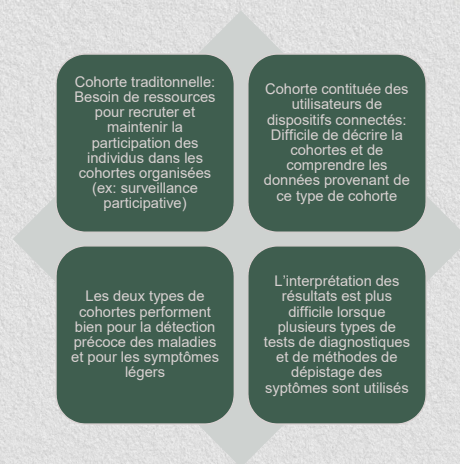 Cohorte traditonnelle:
Besoin de ressources
pour recruter et
maintenir la
participation des
individus dans les
cohortes organisées
(ex: surveillance
participative)
Cohorte contituée des
utilisateurs de
dispositifs connectés:
Difficile de décrire la
cohortes et de
comprendre les
données provenant de
ce type de cohorte
Les deux types de
cohortes performent
bien pour la détection
précoce des maladies
et pour les symptômes
légers
L'interprétation des
résultats est plus
difficile lorsque
plusieurs types de
tests de diagnostiques
et de méthodes de
dépistage des
syptômes sont utilisés